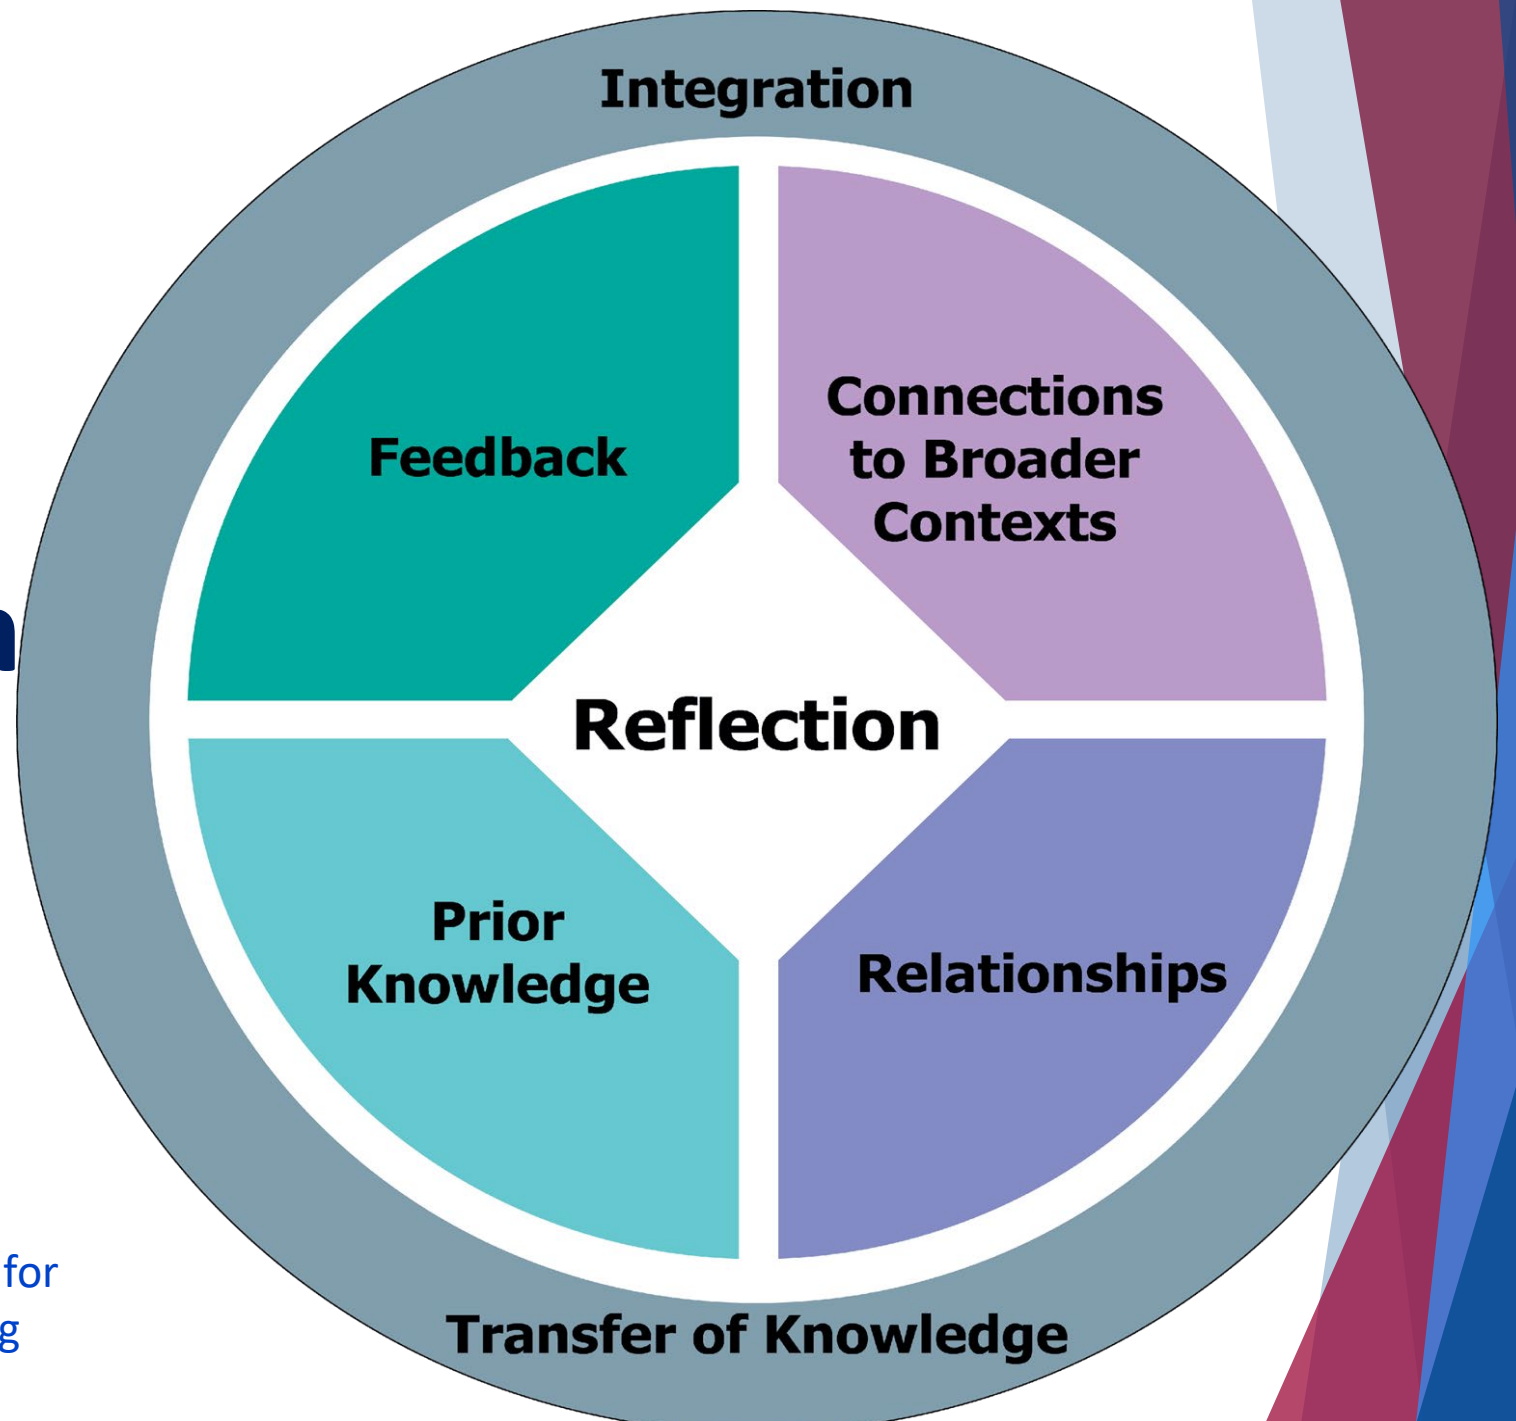 Integration
Feedback
Connections
to Broader
Contexts
Reflection
Prior
Knowledge
Relationships
for
Transfer of Knowledge